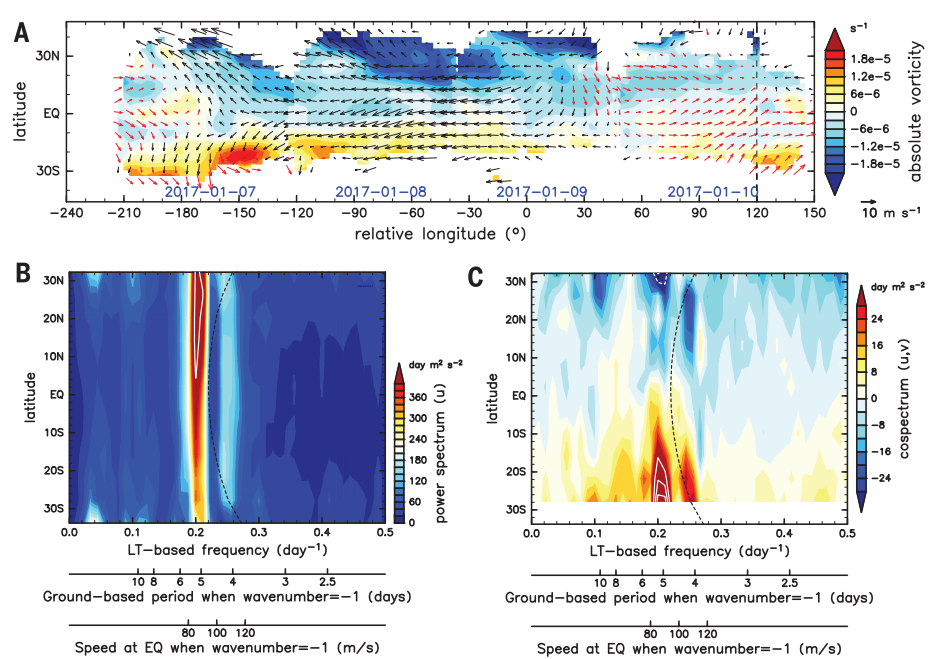 A
s⁻¹
30N
EQ
30S
latitude
1.8e-5
1.2e-5
6e-6
0
-6e-6
-1.2e-5
-1.8e-5
absolute vorticity
2017-01-07 2017-01-08 2017-01-09 2017-01-10
-240 -210 -180 -150 -120 -90 -60 -30 0 30 60 90 120 150
10 m s⁻¹
relative longitude (°)
B
30N
20N
10N
EQ
10S
20S
30S
latitude
day m² s⁻²
360
300
240
180
120
60
0
power spectrum (u)
0.0 0.1 0.2 0.3 0.4 0.5
LT-based frequency (day⁻¹)
10 8 6 5 4 3 2.5
Ground-based period when wavenumber=-1 (days)
80 100 120
Speed at EQ when wavenumber=-1 (m/s)
C
30N
20N
10N
EQ
10S
20S
30S
latitude
day m² s⁻²
24
16
8
0
-8
-16
-24
cospectrum (u,v)
0.0 0.1 0.2 0.3 0.4 0.5
LT-based frequency (day⁻¹)
10 8 6 5 4 3 2.5
Ground-based period when wavenumber=-1 (days)
80 100 120
Speed at EQ when wavenumber=-1 (m/s)